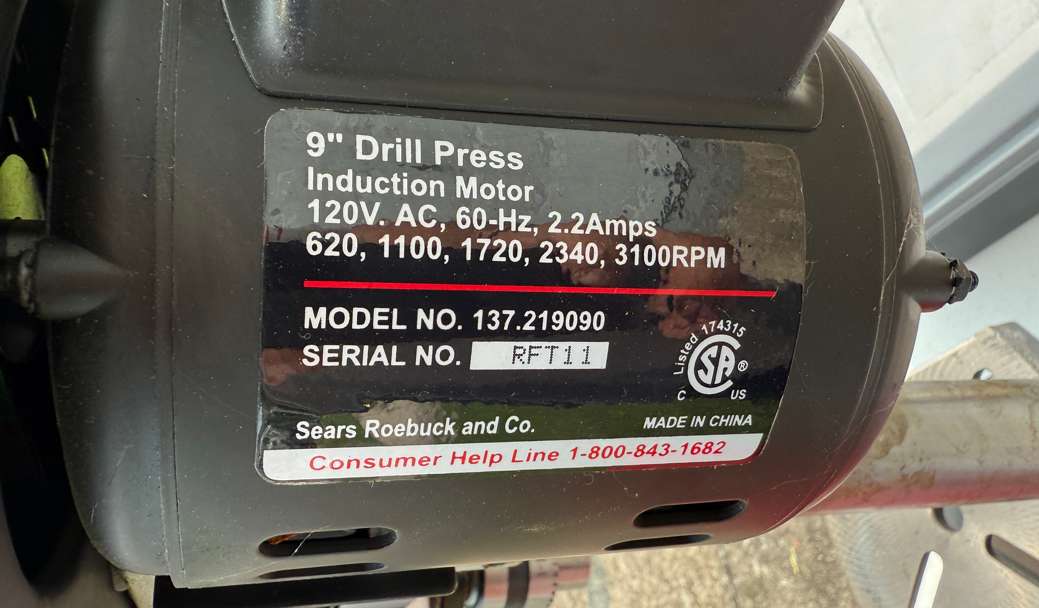 9" Drill Press
Induction Motor
120V. AC, 60-Hz, 2.2Amps
620, 1100, 1720, 2340, 3100RPM
MODEL NO. 137.219090
SERIAL NO. RFT11
Listed 174315
SA®
C US
Sears Roebuck and Co.
MADE IN CHINA
Consumer Help Line 1-800-843-1682